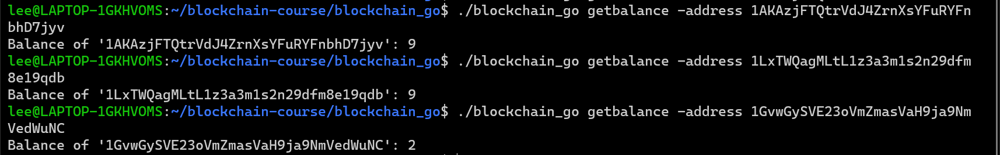 lee@LAPTOP-1GKHVOMS:~/blockchain-course/blockchain_go$ ./blockchain_go getbalance -address 1AKAzjFTQtrVdJ4ZrnXsYFuRYFn
bhD7jyv
Balance of '1AKAzjFTQtrVdJ4ZrnXsYFuRYFnbhD7jyv': 9
lee@LAPTOP-1GKHVOMS:~/blockchain-course/blockchain_go$ ./blockchain_go getbalance -address 1LxTWQagMLtL1z3a3m1s2n29dfm
8e19qdb
Balance of '1LxTWQagMLtL1z3a3m1s2n29dfm8e19qdb': 9
lee@LAPTOP-1GKHVOMS:~/blockchain-course/blockchain_go$ ./blockchain_go getbalance -address 1GvwGySVE23oVmZmasVaH9ja9Nm
VedWuNC
Balance of '1GvwGySVE23oVmZmasVaH9ja9NmVedWuNC': 2